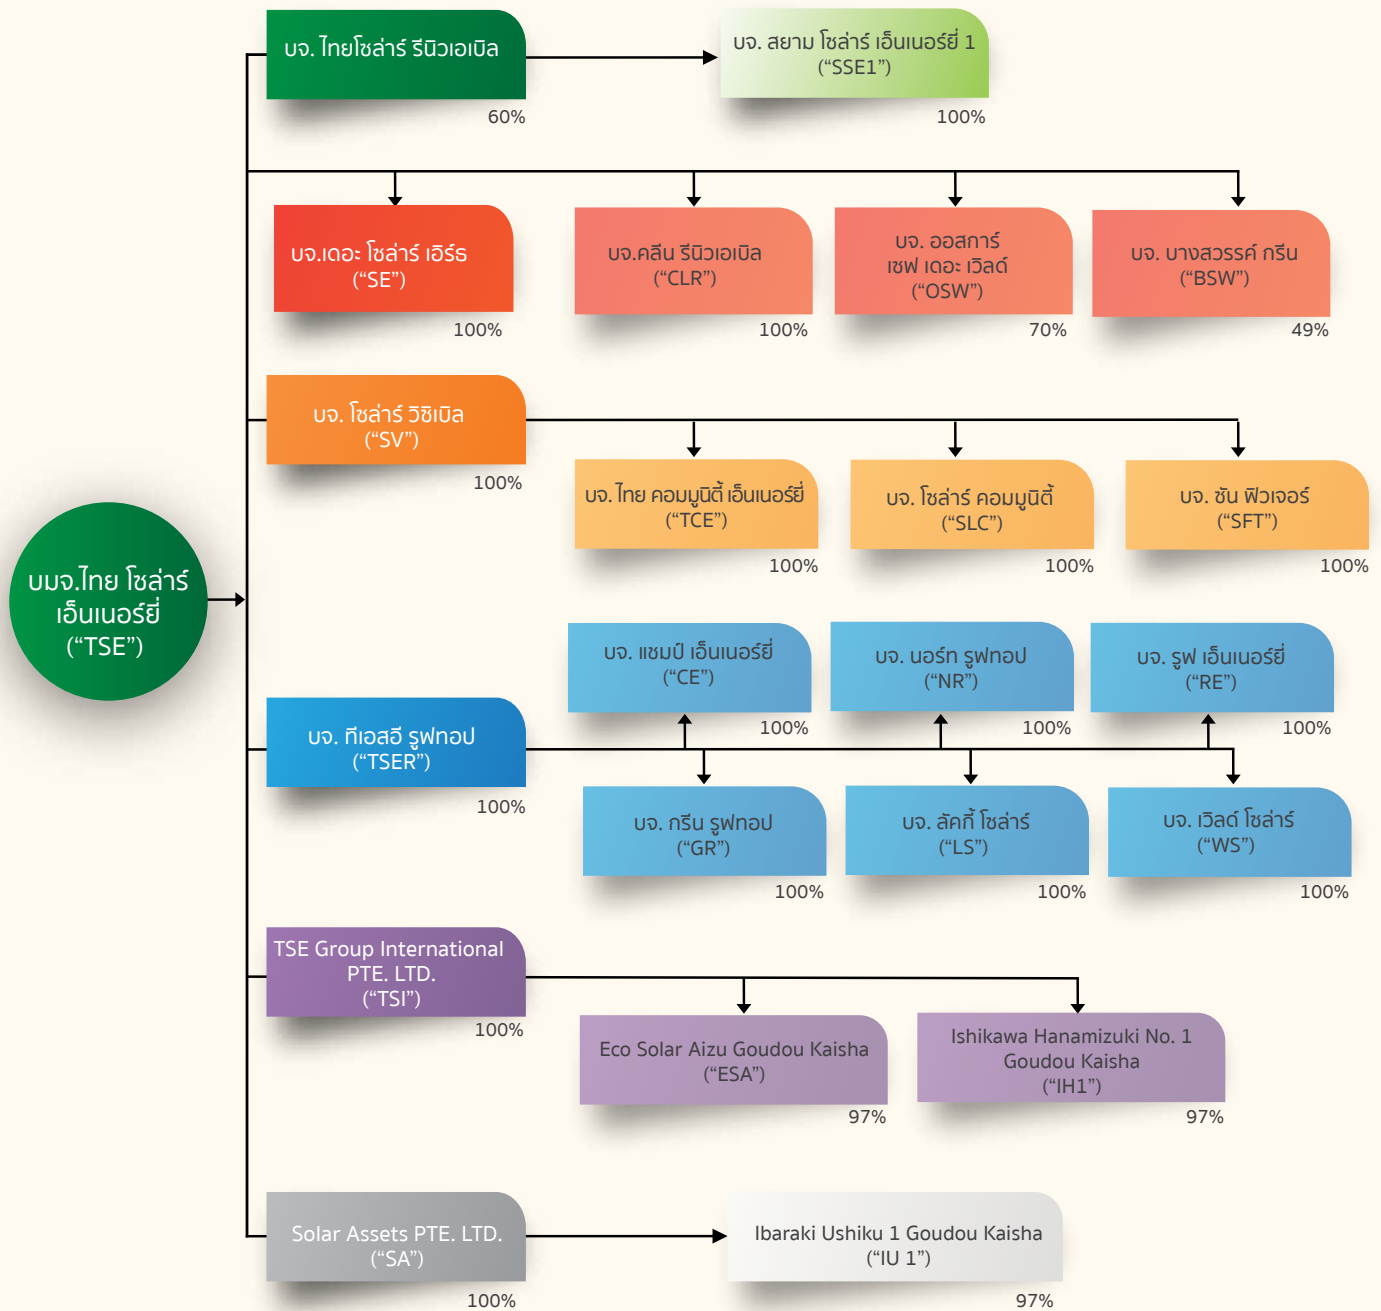 บจ. ไทยโซล่าร์ รีนิวเอเบิล
60%
บจ. สยาม โซล่าร์ เอ็นเนอร์ยี่ 1
(“SSE1”)
100%
บจ.เดอะ โซล่าร์ เอิร์ธ
(“SE”)
100%
บจ.คลีน รีนิวเอเบิล
(“CLR”)
100%
บจ. ออสการ์
เซฟ เดอะ เวิลด์
(“OSW”)
70%
บจ. บางสวรรค์ กรีน
(“BSW”)
49%
บจ. โซล่าร์ วิซิเบิล
(“SV”)
100%
บจ. ไทย คอมมูนิตี้ เอ็นเนอร์ยี่
(“TCE”)
100%
บจ. โซล่าร์ คอมมูนิตี้
(“SLC”)
100%
บจ. ซัน ฟิวเจอร์
(“SFT”)
100%
บมจ.ไทย โซล่าร์
เอ็นเนอร์ยี่
(“TSE”)
บจ. แชมป์ เอ็นเนอร์ยี่
(“CE”)
100%
บจ. นอร์ท รูฟทอป
(“NR”)
100%
บจ. รูฟ เอ็นเนอร์ยี่
(“RE”)
100%
บจ. ทีเอสอี รูฟทอป
(“TSER”)
100%
บจ. กรีน รูฟทอป
(“GR”)
100%
บจ. ลัคกี้ โซล่าร์
(“LS”)
100%
บจ. เวิลด์ โซล่าร์
(“WS”)
100%
TSE Group International
PTE. LTD.
(“TSI”)
100%
Eco Solar Aizu Goudou Kaisha
(“ESA”)
97%
Ishikawa Hanamizuki No. 1
Goudou Kaisha
(“IH1”)
97%
Solar Assets PTE. LTD.
(“SA”)
100%
Ibaraki Ushiku 1 Goudou Kaisha
(“IU 1”)
97%